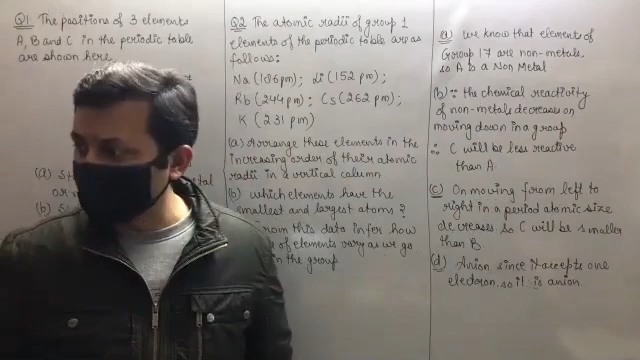 Q1 The positions of 3 elements
A, B and C in the periodic table
are shown here
(a) St
tal
or
(b) S
Q2 The atomic radii of group 1
elements of the periodic table are as
follows:
Na (186 pm); Li (152 pm);
Rb (244 pm); Cs (262 pm);
K (231 pm)
(a) Arrange these elements in the
increasing order of their atomic
radii in a vertical column
(b) which elements have the
smallest and largest atoms?
From this data infer how
of elements vary as we go
in the group
(a) we know that elements of
Group 17 are non-metals
so A is a Non Metal
(b) ∵ the chemical reactivity
of non-metals decreases on
moving down in a group
∴ C will be less reactive
than A.
(c) On moving from left to
right in a period atomic size
decreases so C will be smaller
than B
(d) Anion since it accepts one
electron. so it is anion.